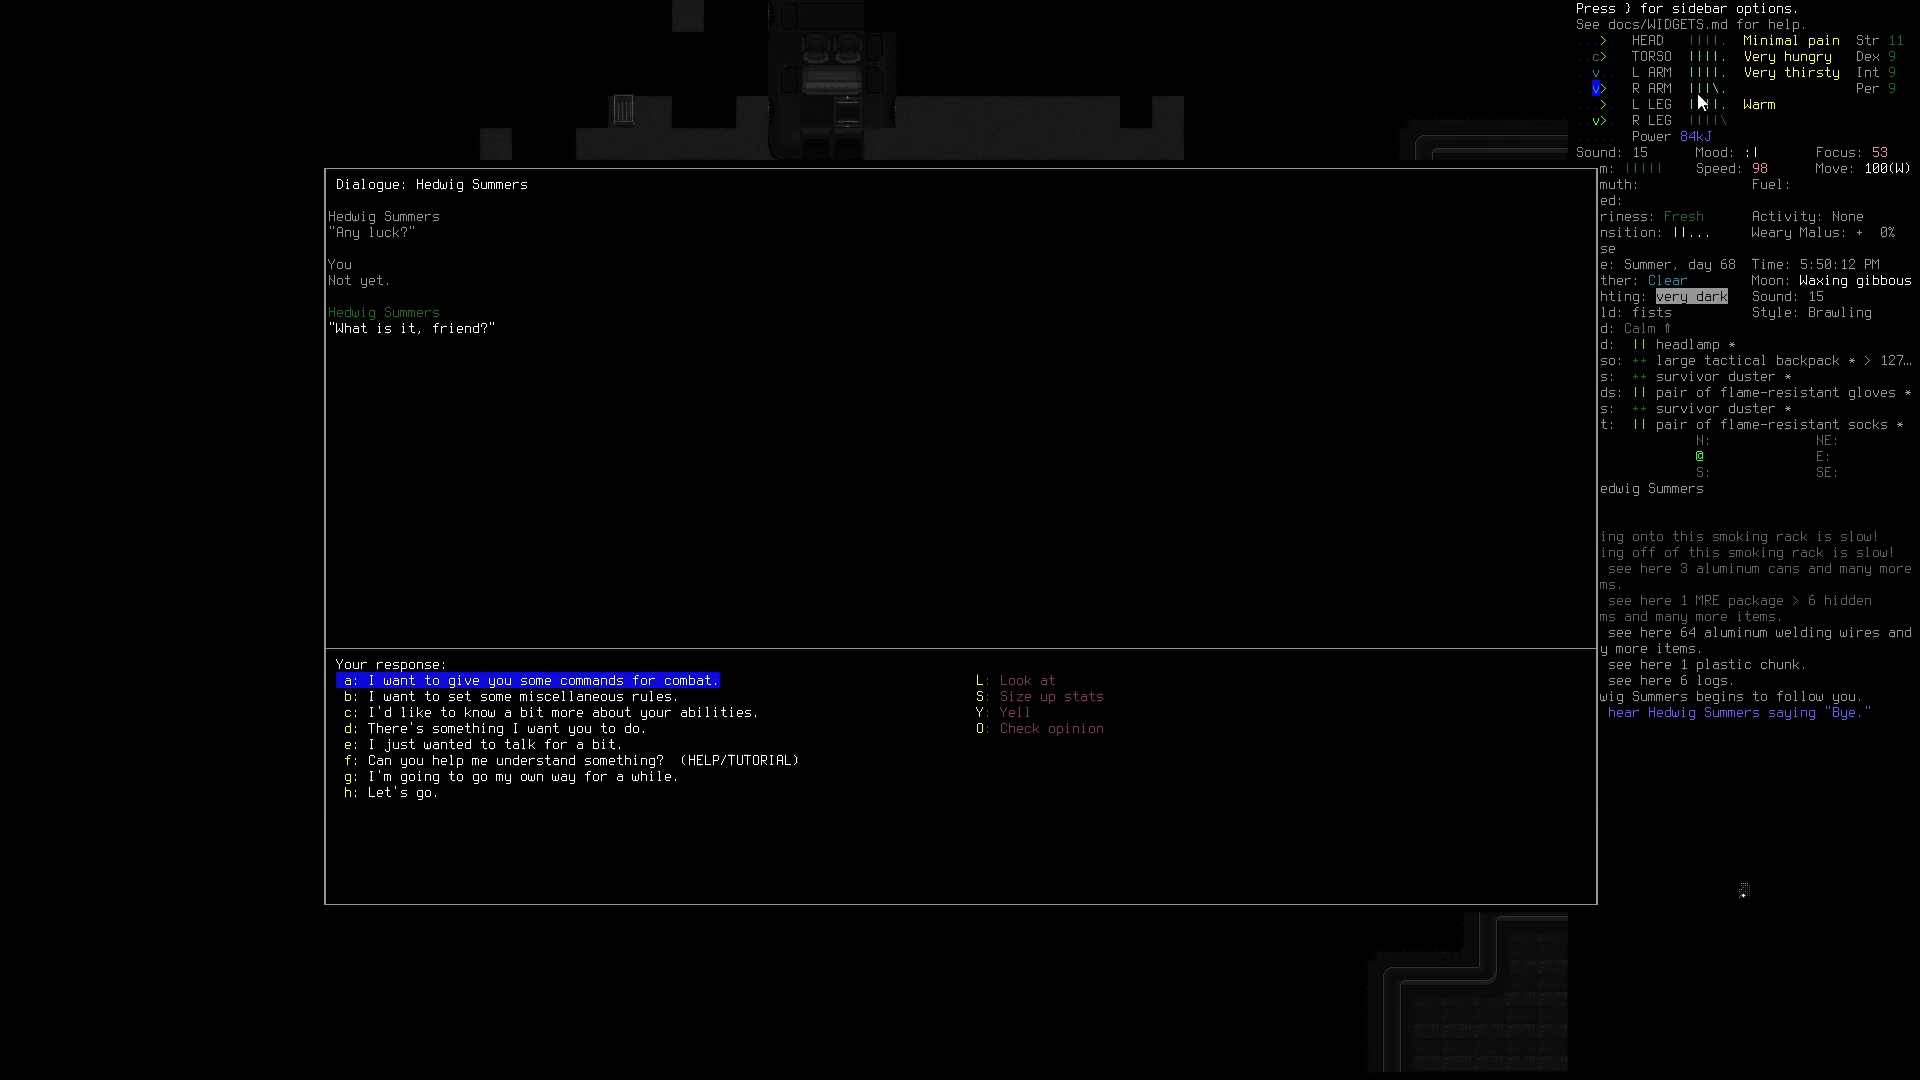 Press } for sidebar options.
See docs/WIDGETS.md for help.
...> HEAD ||||. Minimal pain Str 11
..c> TORSO ||||. Very hungry Dex 9
..v L ARM ||||. Very thirsty Int 9
..v> R ARM |||\. Per 9
...> L LEG ||||. Warm
..v> R LEG ||||\
Power 84kJ
Sound: 15 Mood: :| Focus: 53
m: ||||| Speed: 98 Move: 100(W)
muth: Fuel:
ed:
riness: Fresh Activity: None
nsition: ||... Weary Malus: + 0%
se
e: Summer, day 68 Time: 5:50:12 PM
ther: Clear Moon: Waxing gibbous
hting: very dark Sound: 15
ld: fists Style: Brawling
d: Calm ⇑
d: || headlamp *
so: ++ large tactical backpack * > 127…
s: ++ survivor duster *
ds: || pair of flame-resistant gloves *
s: ++ survivor duster *
t: || pair of flame-resistant socks *
N: NE:
@ E:
S: SE:
edwig Summers
ing onto this smoking rack is slow!
ing off of this smoking rack is slow!
see here 3 aluminum cans and many more
ms.
see here 1 MRE package > 6 hidden
ms and many more items.
see here 64 aluminum welding wires and
y more items.
see here 1 plastic chunk.
see here 6 logs.
wig Summers begins to follow you.
hear Hedwig Summers saying "Bye."
Dialogue: Hedwig Summers
Hedwig Summers
"Any luck?"
You
Not yet.
Hedwig Summers
"What is it, friend?"
Your response:
a: I want to give you some commands for combat.
b: I want to set some miscellaneous rules.
c: I'd like to know a bit more about your abilities.
d: There's something I want you to do.
e: I just wanted to talk for a bit.
f: Can you help me understand something? (HELP/TUTORIAL)
g: I'm going to go my own way for a while.
h: Let's go.
L: Look at
S: Size up stats
Y: Yell
O: Check opinion